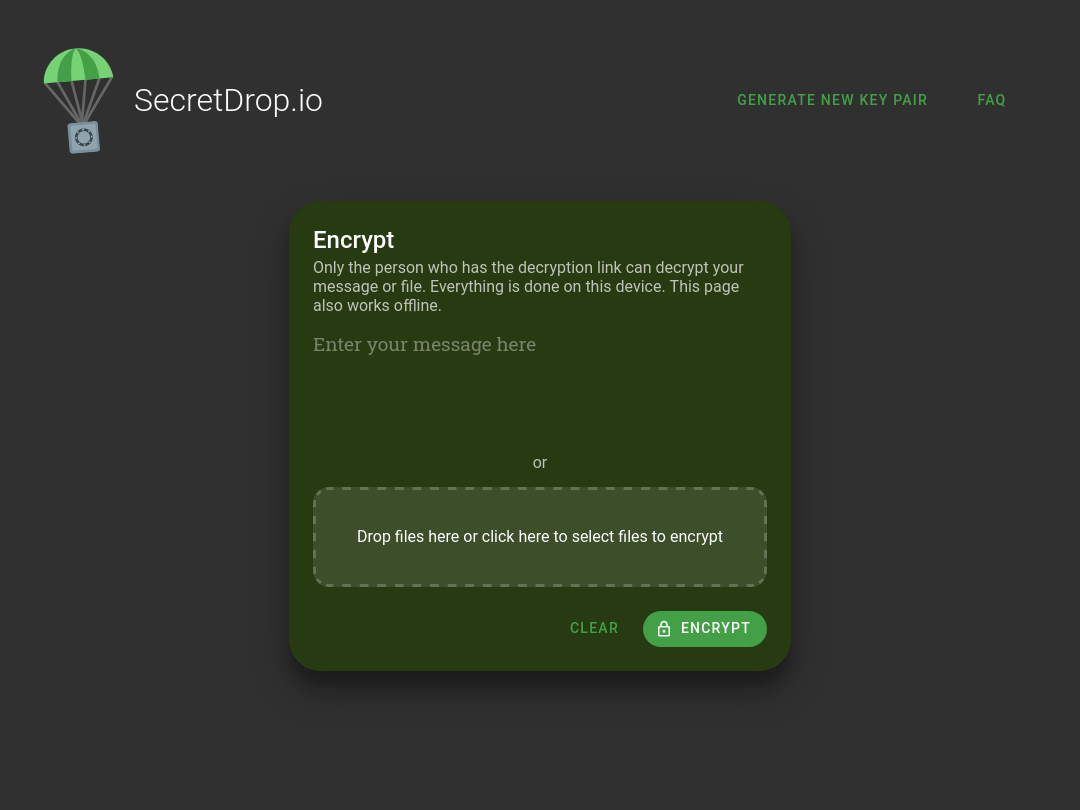 SecretDrop.io
GENERATE NEW KEY PAIR
FAQ
Encrypt
Only the person who has the decryption link can decrypt your
message or file. Everything is done on this device. This page
also works offline.
Enter your message here
or
Drop files here or click here to select files to encrypt
CLEAR
ENCRYPT